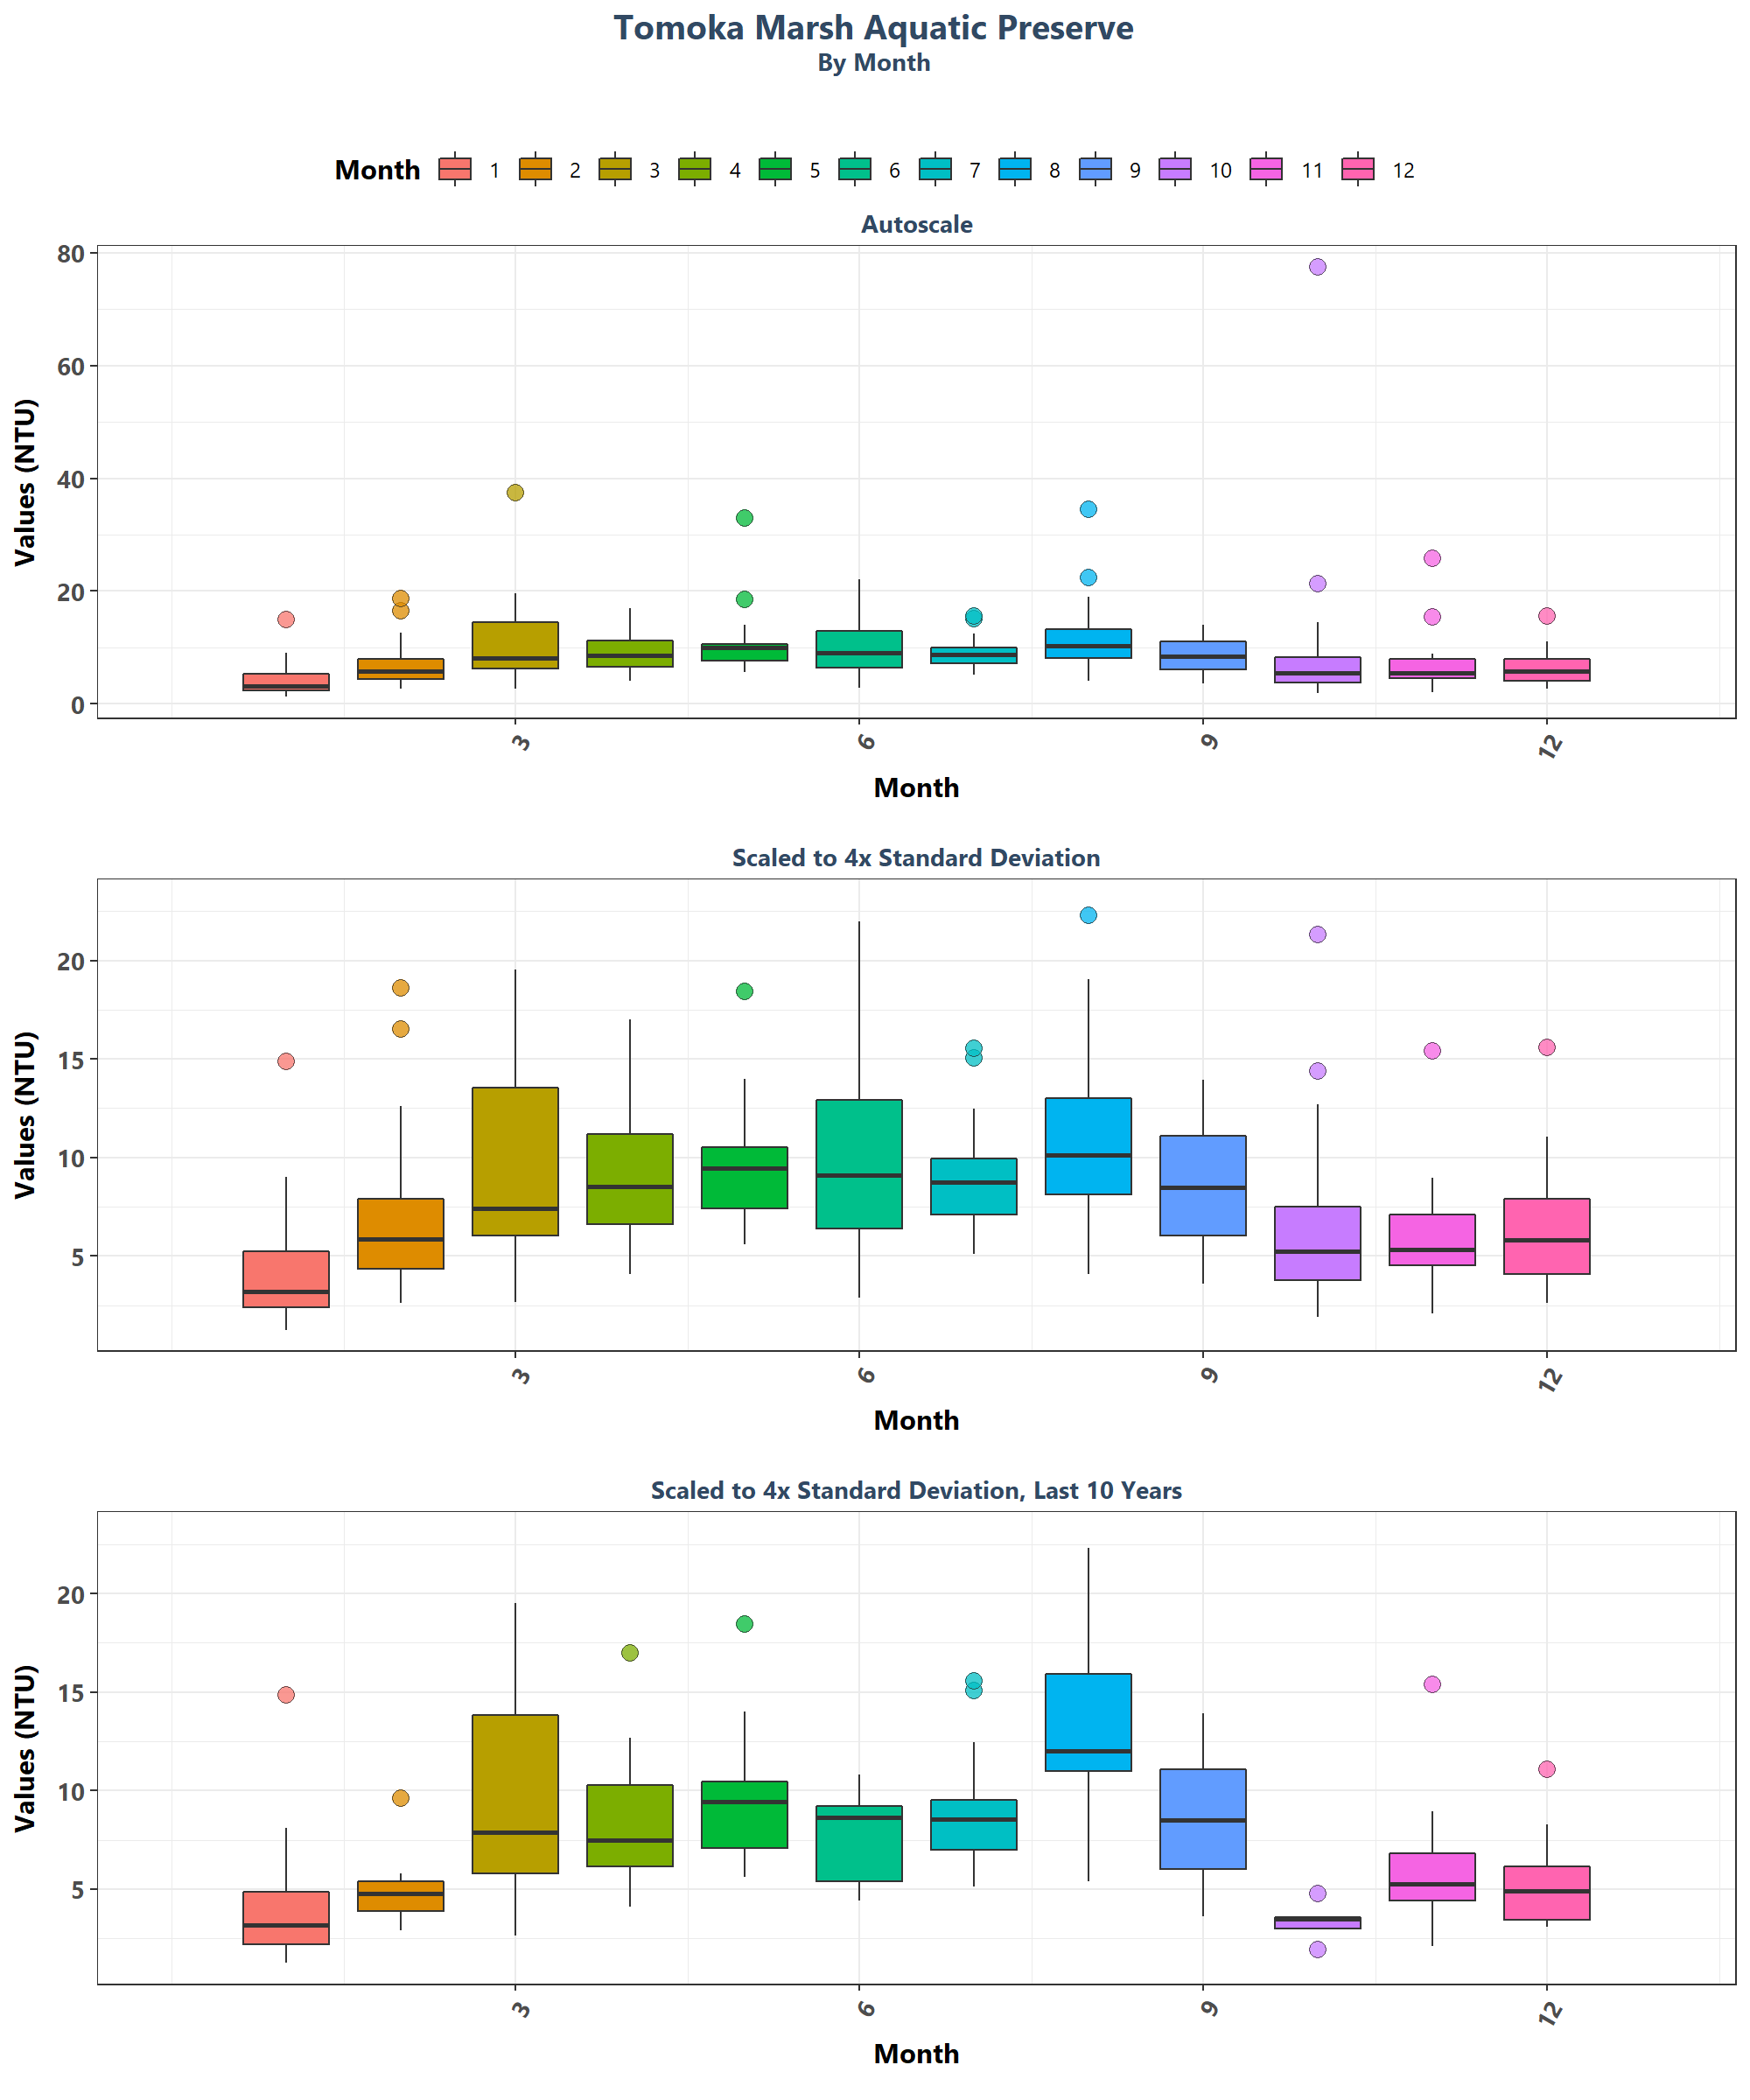 Tomoka Marsh Aquatic Preserve
By Month
Month 1 2 3 4 5 6 7 8 9 10 11 12
Autoscale
Values (NTU)
80
60
40
20
0
3 6 9 12
Month
Scaled to 4x Standard Deviation
Values (NTU)
20
15
10
5
3 6 9 12
Month
Scaled to 4x Standard Deviation, Last 10 Years
Values (NTU)
20
15
10
5
3 6 9 12
Month